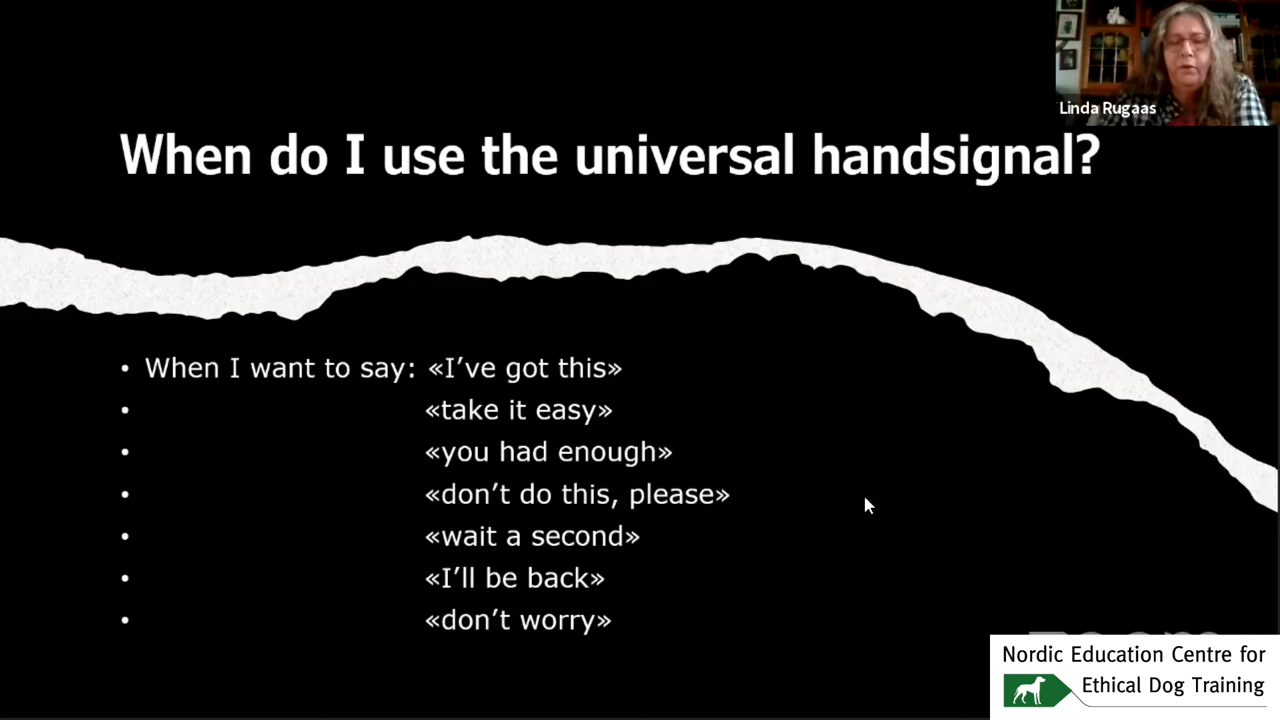 Linda Rugaas
When do I use the universal handsignal?
• When I want to say: «I’ve got this»
• «take it easy»
• «you had enough»
• «don’t do this, please»
• «wait a second»
• «I’ll be back»
• «don’t worry»
Nordic Education Centre for
Ethical Dog Training